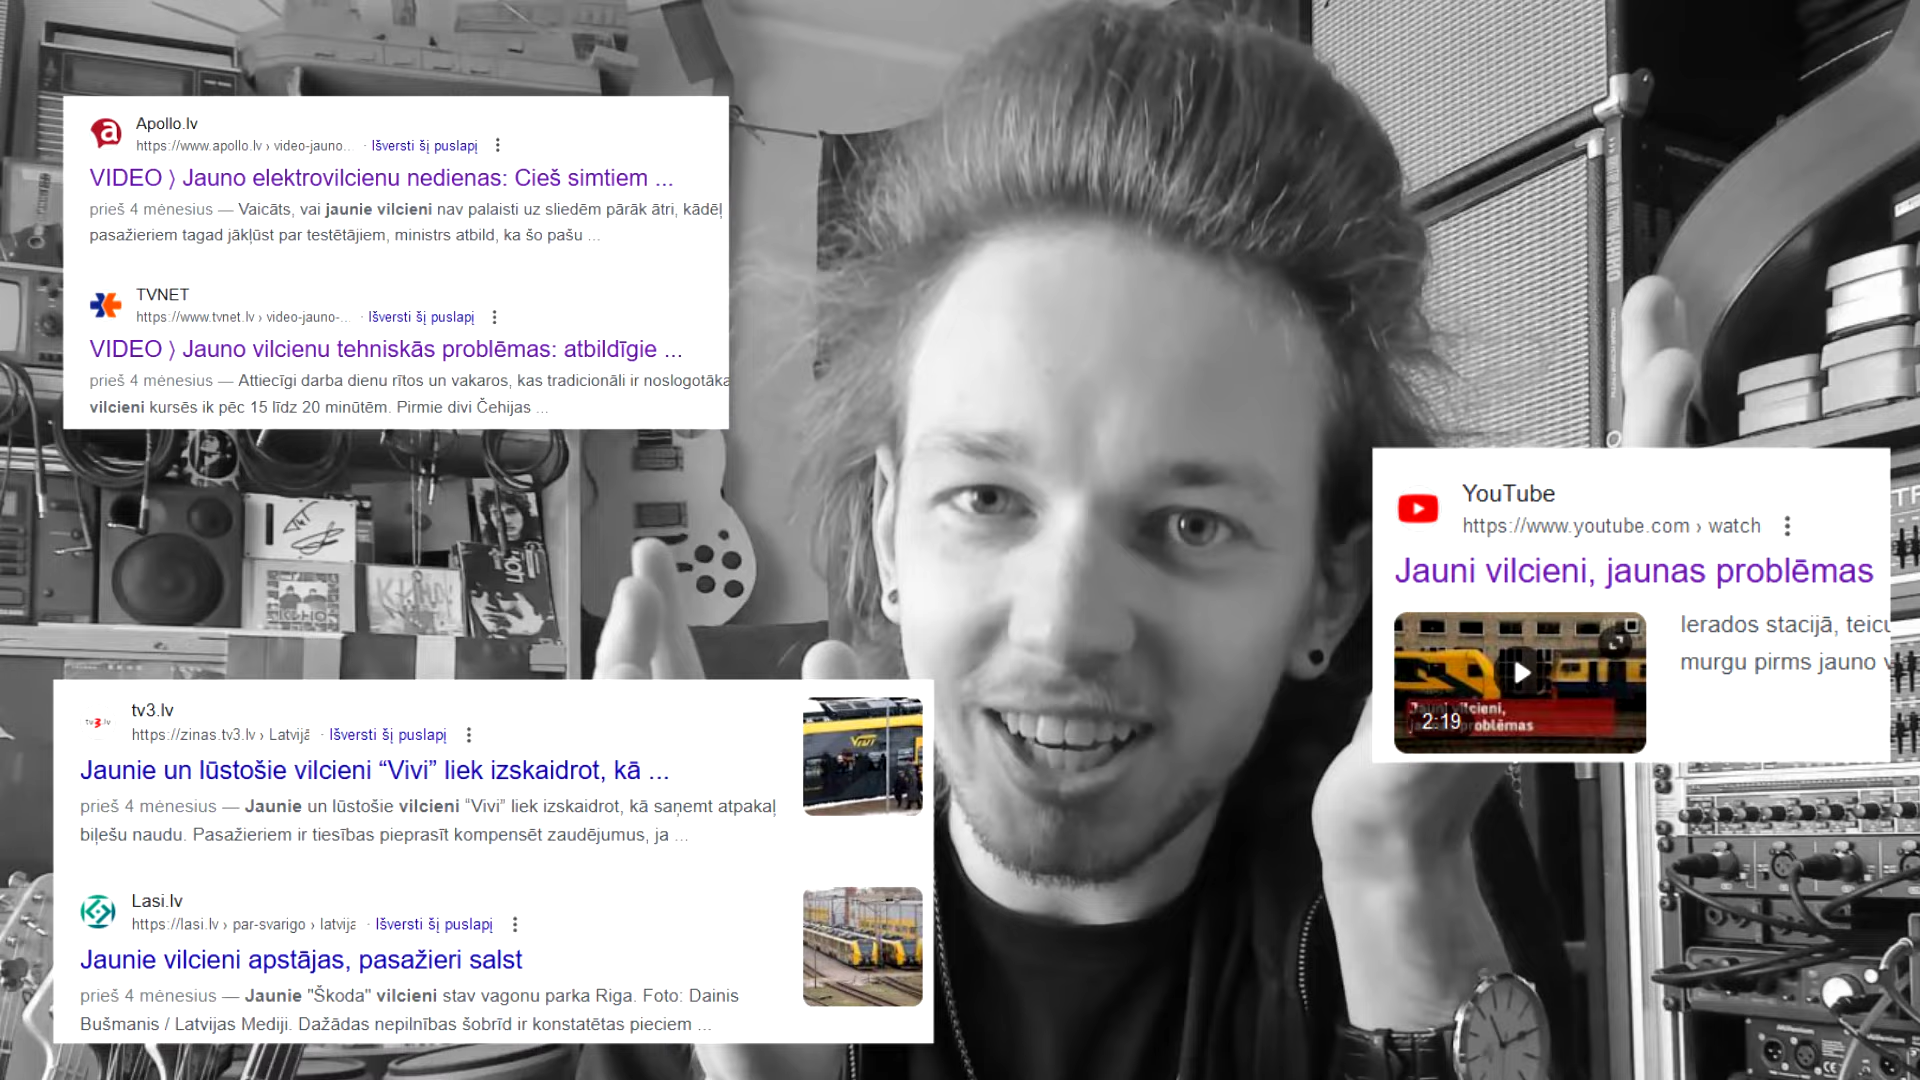 Apollo.lv
https://www.apollo.lv › video-jauno... · Išversti šį puslapį
VIDEO ⟩ Jauno elektrovilcienu nedienas: Cieš simtiem ...
prieš 4 mėnesius — Vaicāts, vai jaunie vilcieni nav palaisti uz sliedēm pārāk ātri, kādēļ
pasažieriem tagad jākļūst par testētājiem, ministrs atbild, ka šo pašu ...
TVNET
https://www.tvnet.lv › video-jauno-... · Išversti šį puslapį
VIDEO ⟩ Jauno vilcienu tehniskās problēmas: atbildīgie ...
prieš 4 mėnesius — Attiecīgi darba dienu rītos un vakaros, kas tradicionāli ir noslogotāka
vilcieni kursēs ik pēc 15 līdz 20 minūtēm. Pirmie divi Čehijas ...
YouTube
https://www.youtube.com › watch
Jauni vilcieni, jaunas problēmas
Ierados stacijā, teicu
murgu pirms jauno v
2:19
problēmas
tv3.lv
tv3.lv
https://zinas.tv3.lv › Latvijā · Išversti šį puslapį
Jaunie un lūstošie vilcieni “Vivi” liek izskaidrot, kā ...
prieš 4 mėnesius — Jaunie un lūstošie vilcieni “Vivi” liek izskaidrot, kā saņemt atpakaļ
biļešu naudu. Pasažieriem ir tiesības pieprasīt kompensēt zaudējumus, ja ...
VIVI
Lasi.lv
https://lasi.lv › par-svarigo › latvija · Išversti šį puslapį
Jaunie vilcieni apstājas, pasažieri salst
prieš 4 mėnesius — Jaunie "Škoda" vilcieni stav vagonu parka Riga. Foto: Dainis
Bušmanis / Latvijas Mediji. Dažādas nepilnības šobrīd ir konstatētas pieciem ...